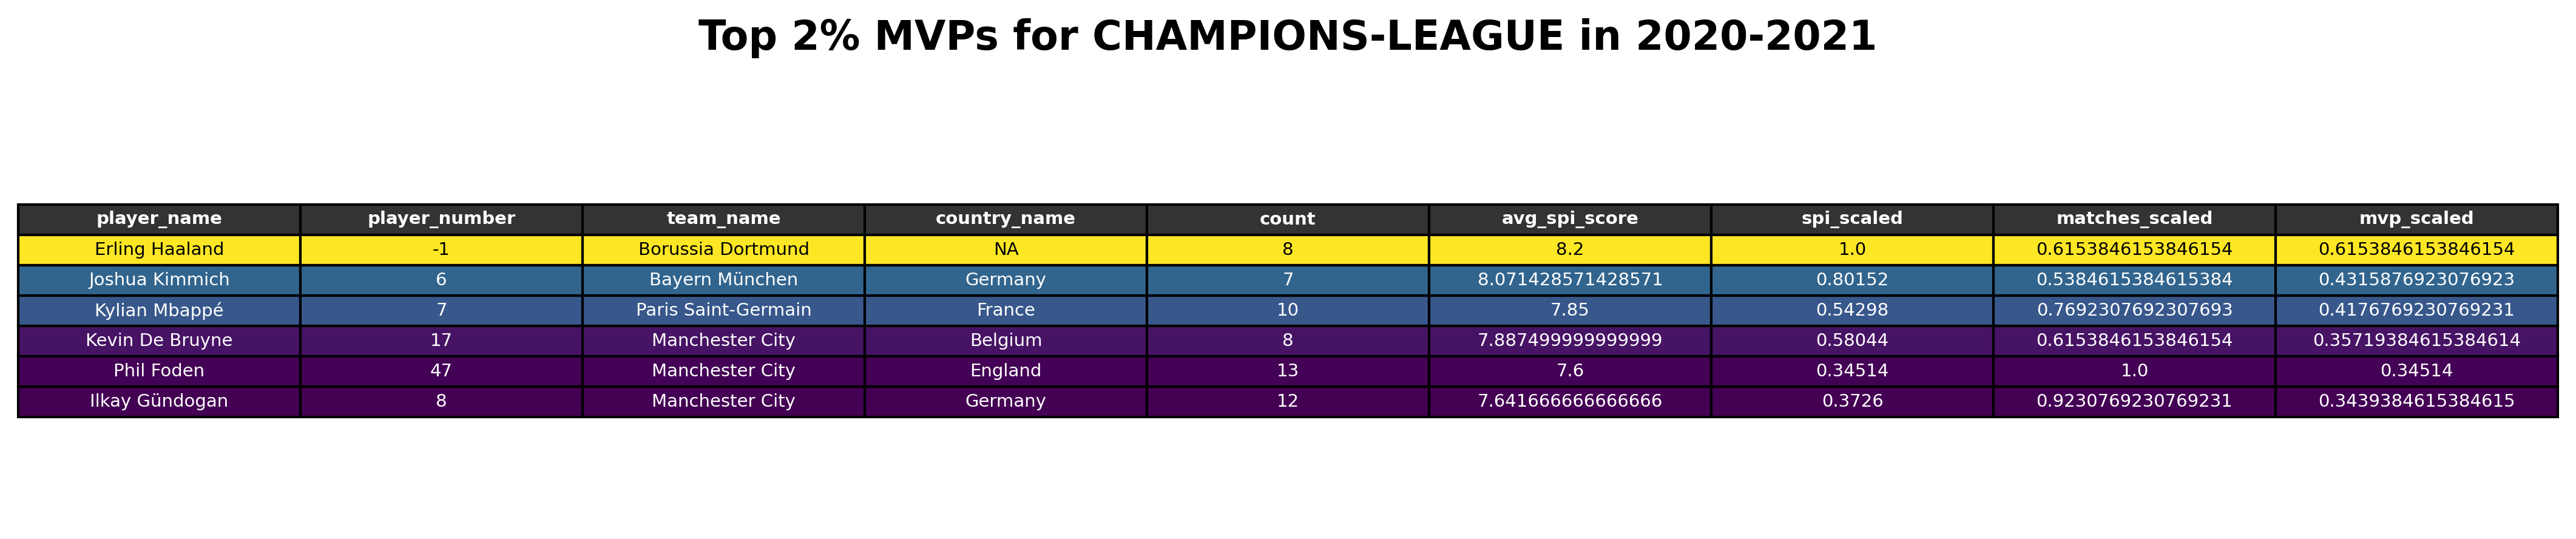 Top 2% MVPs for CHAMPIONS-LEAGUE in 2020-2021
player_name player_number team_name country_name count avg_spi_score spi_scaled matches_scaled mvp_scaled
Erling Haaland -1 Borussia Dortmund NA 8 8.2 1.0 0.6153846153846154 0.6153846153846154
Joshua Kimmich 6 Bayern München Germany 7 8.071428571428571 0.80152 0.5384615384615384 0.4315876923076923
Kylian Mbappé 7 Paris Saint-Germain France 10 7.85 0.54298 0.7692307692307693 0.4176769230769231
Kevin De Bruyne 17 Manchester City Belgium 8 7.887499999999999 0.58044 0.6153846153846154 0.35719384615384614
Phil Foden 47 Manchester City England 13 7.6 0.34514 1.0 0.34514
Ilkay Gündogan 8 Manchester City Germany 12 7.641666666666666 0.3726 0.9230769230769231 0.3439384615384615